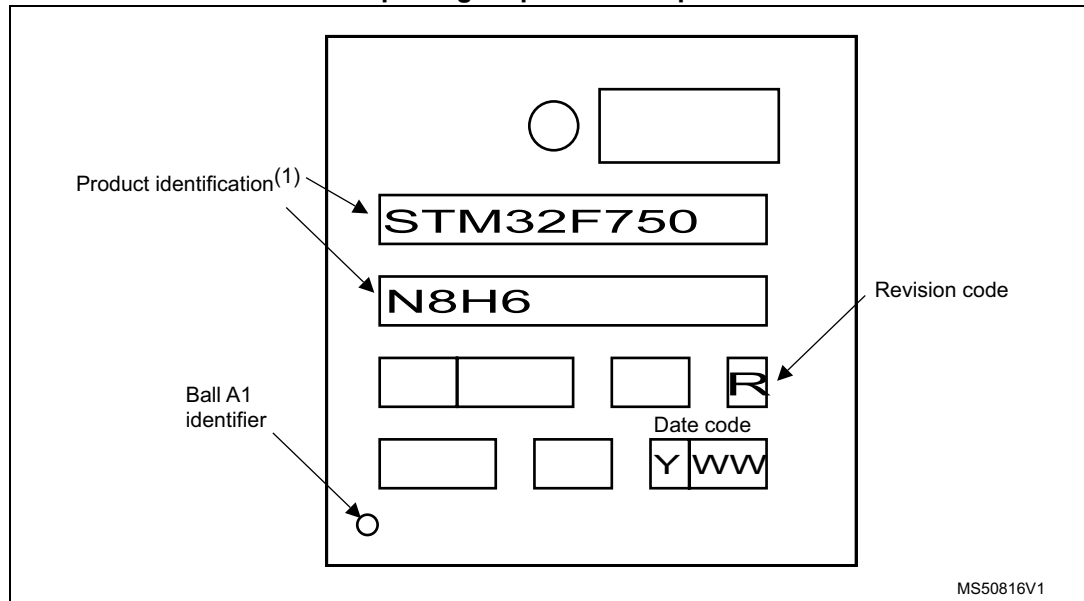 Product identification(1)
STM32F750
N8H6
Revision code
R
Ball A1
identifier
Date code
Y WW
MS50816V1